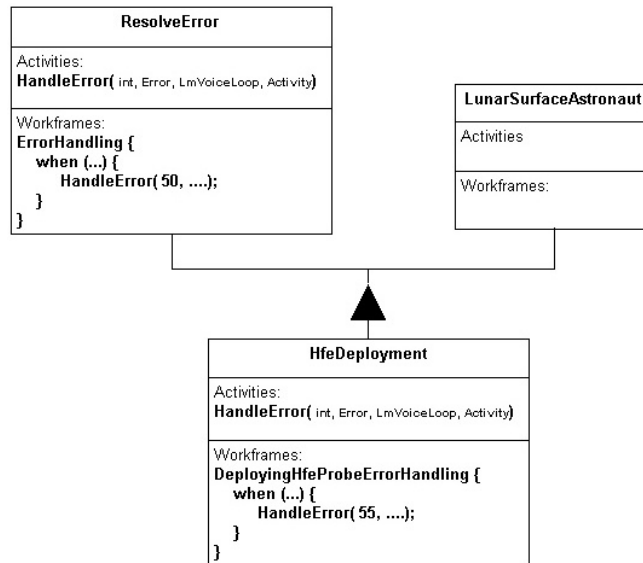 ResolveError
Activities:
HandleError( int, Error, LmVoiceLoop, Activity)
Workframes:
ErrorHandling {
when (...) {
HandleError( 50, ....);
}
}
LunarSurfaceAstronaut
Activities
Workframes:
HfeDeployment
Activities:
HandleError( int, Error, LmVoiceLoop, Activity)
Workframes:
DeployingHfeProbeErrorHandling {
when (...) {
HandleError( 55, ....);
}
}